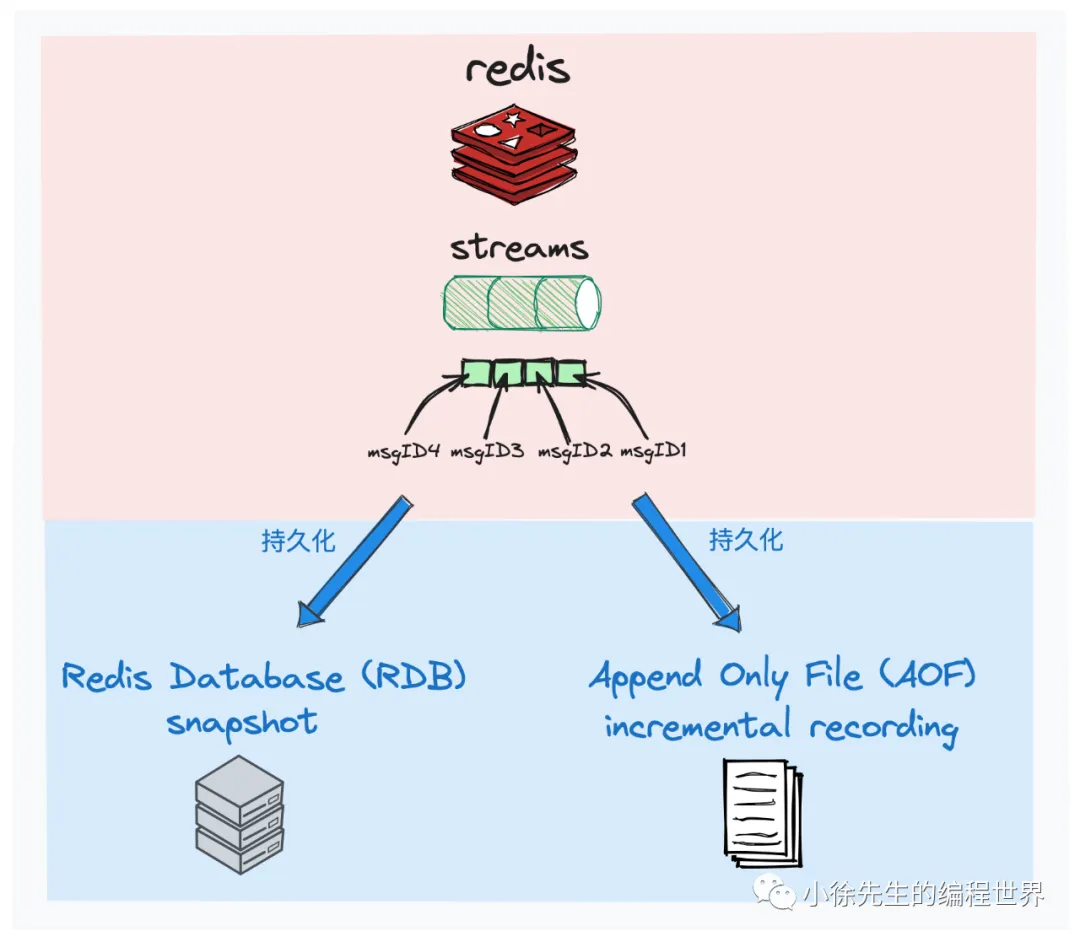 redis
streams
msgID4 msgID3 msgID2 msgID1
持久化
持久化
Redis Database (RDB)
snapshot
Append Only File (AOF)
incremental recording
小徐先生的编程世界